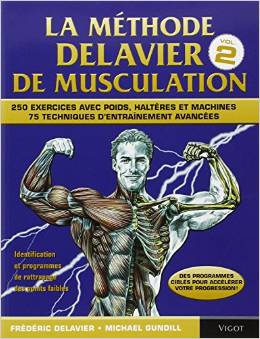 LA MÉTHODE
DELAVIER
VOL.
2
DE MUSCULATION
250 EXERCICES AVEC POIDS, HALTÈRES ET MACHINES
75 TECHNIQUES D'ENTRAÎNEMENT AVANCÉES
Identification
et programmes
de rattrapage
des points faibles
DES PROGRAMMES
CIBLÉS POUR ACCÉLÉRER
VOTRE PROGRESSION!
FRÉDÉRIC DELAVIER • MICHAEL GUNDILL
VIGOT